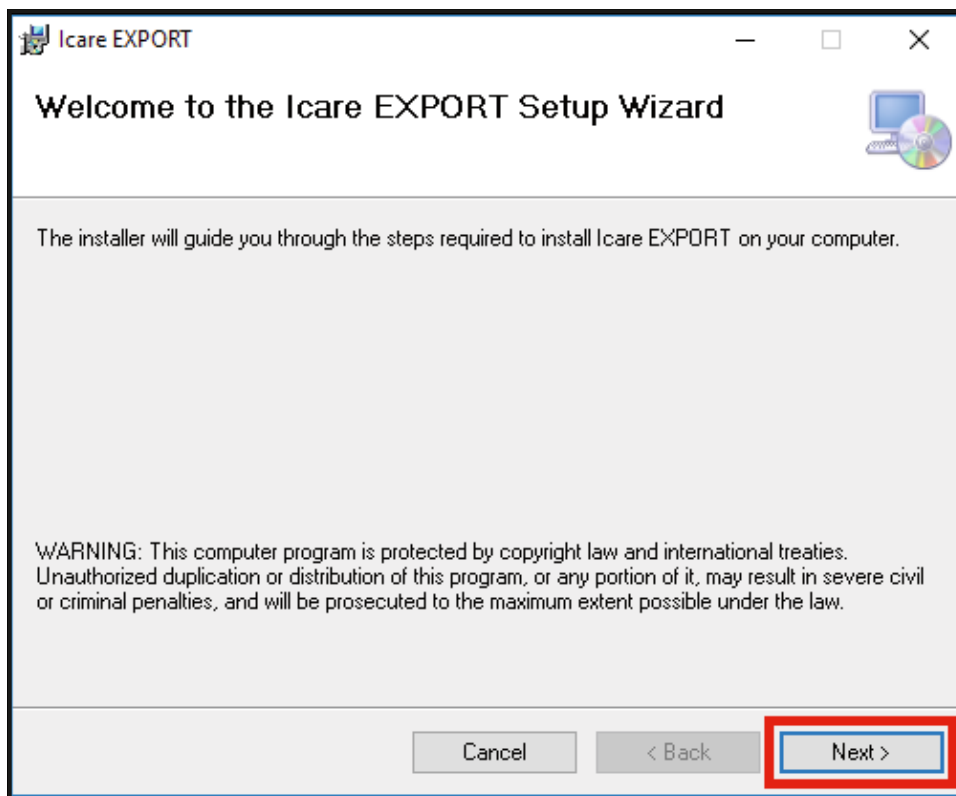 Icare EXPORT
Welcome to the Icare EXPORT Setup Wizard
The installer will guide you through the steps required to install Icare EXPORT on your computer.
WARNING: This computer program is protected by copyright law and international treaties.
Unauthorized duplication or distribution of this program, or any portion of it, may result in severe civil
or criminal penalties, and will be prosecuted to the maximum extent possible under the law.
Cancel
< Back
Next >